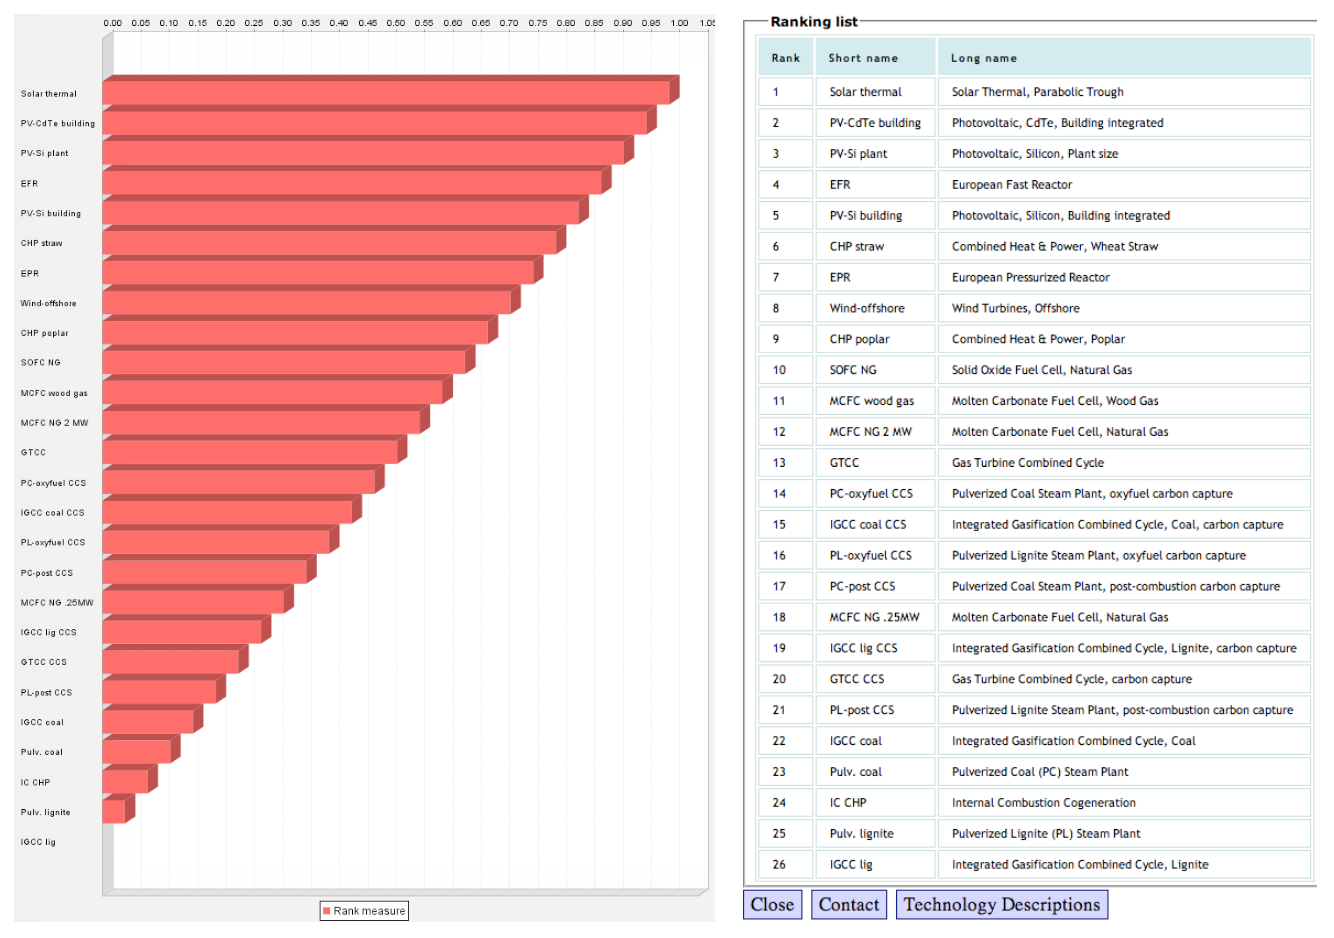 0.00 0.05 0.10 0.15 0.20 0.25 0.30 0.35 0.40 0.45 0.50 0.55 0.60 0.65 0.70 0.75 0.80 0.85 0.90 0.95 1.00 1.05
Solar thermal
PV-CdTe building
PV-Si plant
EFR
PV-Si building
CHP straw
EPR
Wind-offshore
CHP poplar
SOFC NG
MCFC wood gas
MCFC NG 2 MW
GTCC
PC-oxyfuel CCS
IGCC coal CCS
PL-oxyfuel CCS
PC-post CCS
MCFC NG .25MW
IGCC lig CCS
GTCC CCS
PL-post CCS
IGCC coal
Pulv. coal
IC CHP
Pulv. lignite
IGCC lig
Rank measure
Ranking list
Rank Short name Long name
1 Solar thermal Solar Thermal, Parabolic Trough
2 PV-CdTe building Photovoltaic, CdTe, Building integrated
3 PV-Si plant Photovoltaic, Silicon, Plant size
4 EFR European Fast Reactor
5 PV-Si building Photovoltaic, Silicon, Building integrated
6 CHP straw Combined Heat & Power, Wheat Straw
7 EPR European Pressurized Reactor
8 Wind-offshore Wind Turbines, Offshore
9 CHP poplar Combined Heat & Power, Poplar
10 SOFC NG Solid Oxide Fuel Cell, Natural Gas
11 MCFC wood gas Molten Carbonate Fuel Cell, Wood Gas
12 MCFC NG 2 MW Molten Carbonate Fuel Cell, Natural Gas
13 GTCC Gas Turbine Combined Cycle
14 PC-oxyfuel CCS Pulverized Coal Steam Plant, oxyfuel carbon capture
15 IGCC coal CCS Integrated Gasification Combined Cycle, Coal, carbon capture
16 PL-oxyfuel CCS Pulverized Lignite Steam Plant, oxyfuel carbon capture
17 PC-post CCS Pulverized Coal Steam Plant, post-combustion carbon capture
18 MCFC NG .25MW Molten Carbonate Fuel Cell, Natural Gas
19 IGCC lig CCS Integrated Gasification Combined Cycle, Lignite, carbon capture
20 GTCC CCS Gas Turbine Combined Cycle, carbon capture
21 PL-post CCS Pulverized Lignite Steam Plant, post-combustion carbon capture
22 IGCC coal Integrated Gasification Combined Cycle, Coal
23 Pulv. coal Pulverized Coal (PC) Steam Plant
24 IC CHP Internal Combustion Cogeneration
25 Pulv. lignite Pulverized Lignite (PL) Steam Plant
26 IGCC lig Integrated Gasification Combined Cycle, Lignite
Close Contact Technology Descriptions